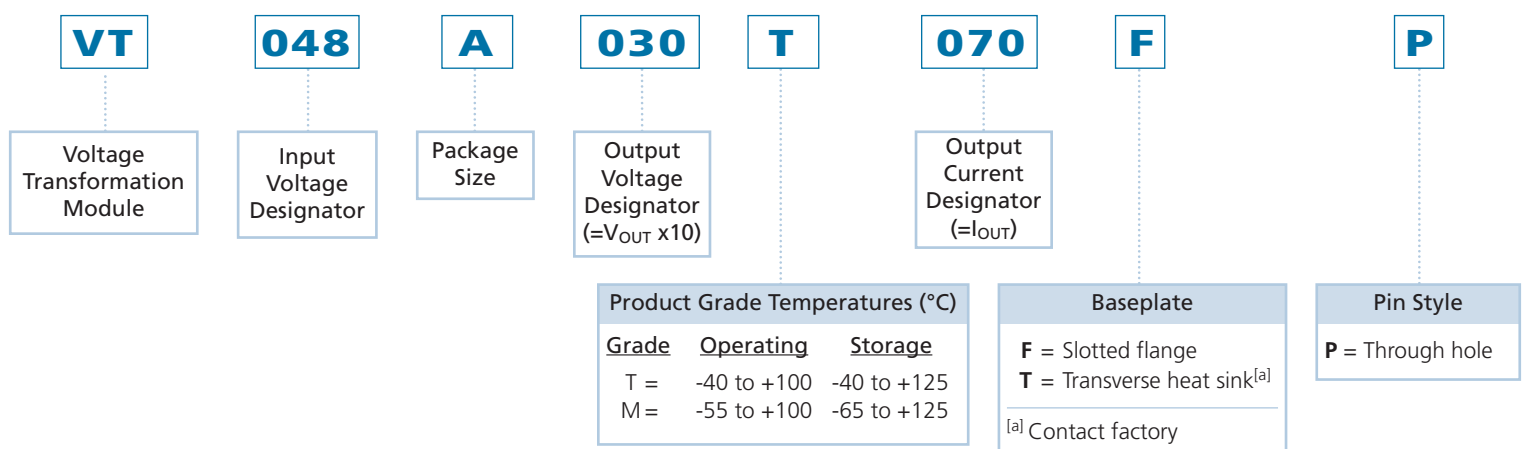 VT 048 A 030 T 070 F P
Voltage
Transformation
Module
Input
Voltage
Designator
Package
Size
Output
Voltage
Designator
(=VOUT x10)
Output
Current
Designator
(=IOUT)
Product Grade Temperatures (°C)
Grade Operating Storage
T = -40 to +100 -40 to +125
M = -55 to +100 -65 to +125
Baseplate
F = Slotted flange
T = Transverse heat sink[a]
[a] Contact factory
Pin Style
P = Through hole